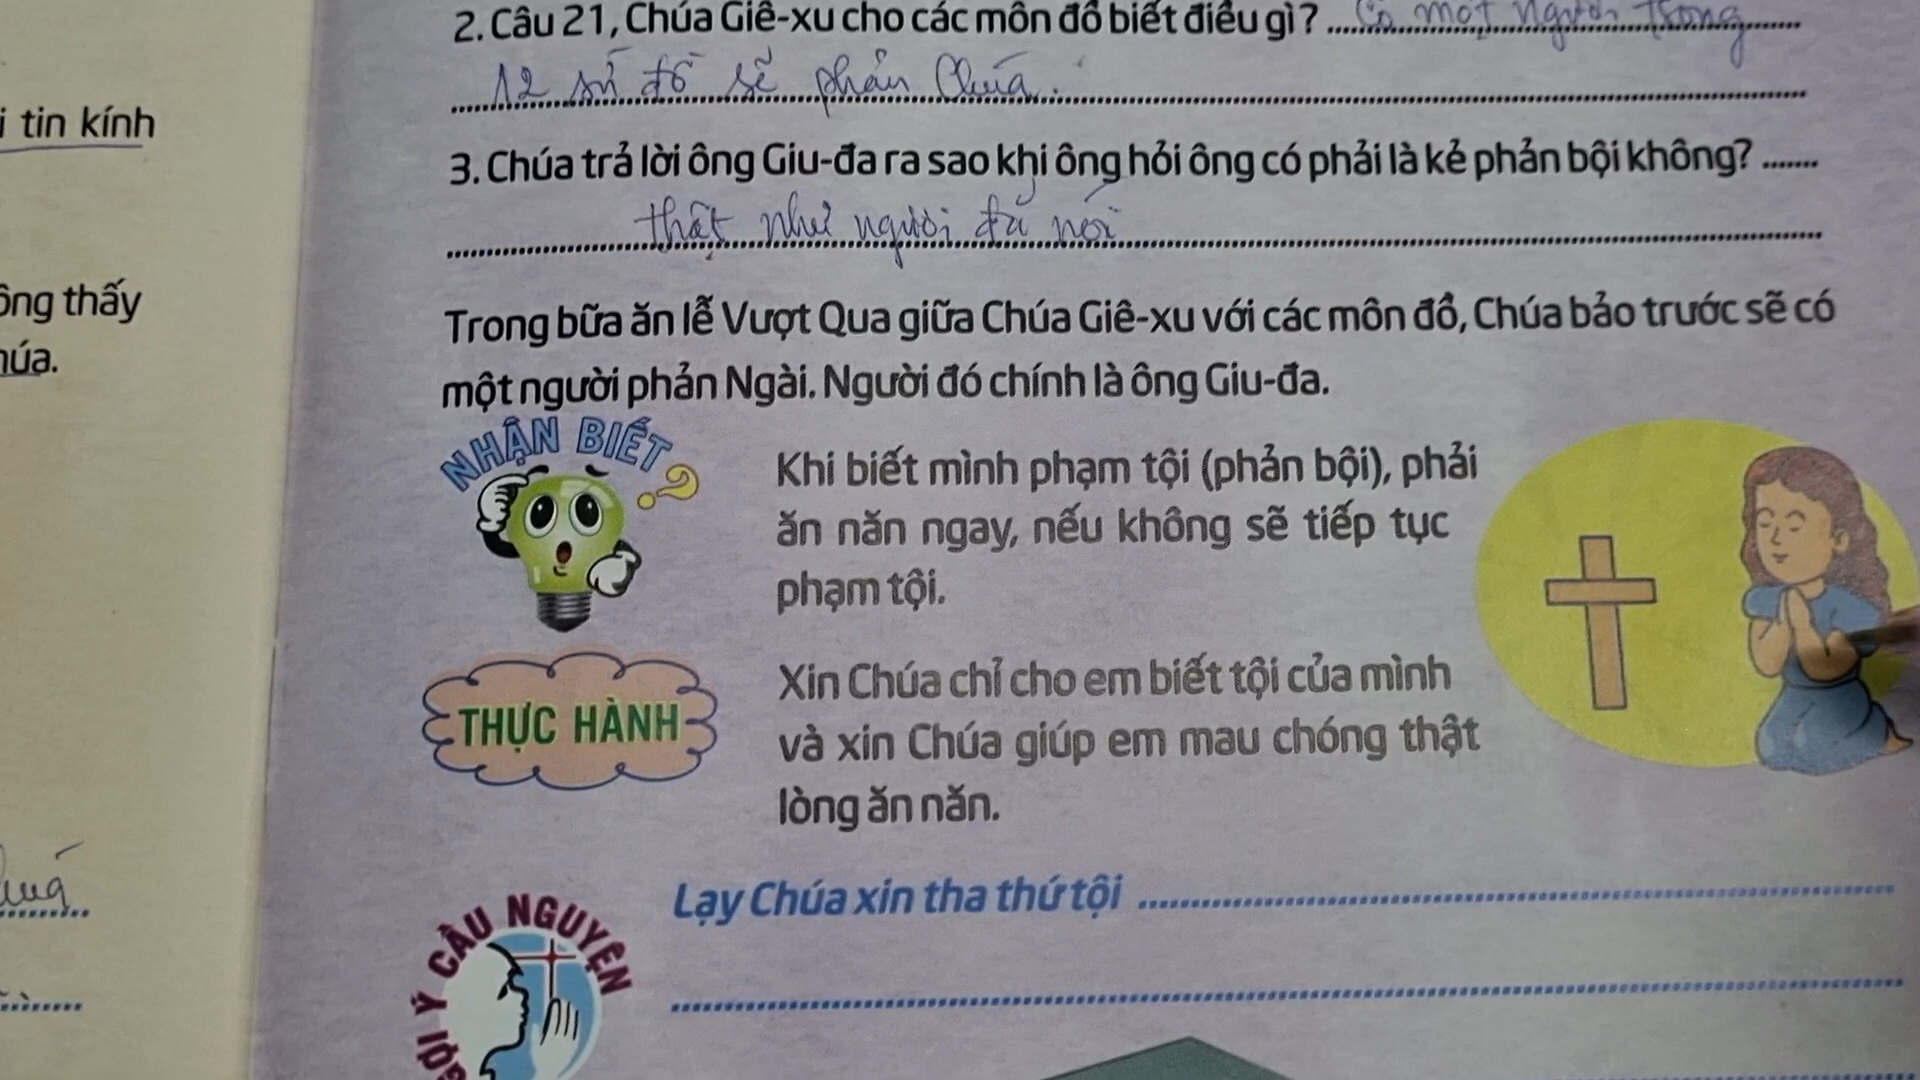 2. Câu 21, Chúa Giê-xu cho các môn đồ biết điều gì? Có một người trong
12 sứ đồ sẽ phản Chúa.
i tin kính
3. Chúa trả lời ông Giu-đa ra sao khi ông hỏi ông có phải là kẻ phản bội không?
thật như người đã nói
ông thấy
húa.
Trong bữa ăn lễ Vượt Qua giữa Chúa Giê-xu với các môn đồ, Chúa bảo trước sẽ có
một người phản Ngài. Người đó chính là ông Giu-đa.
NHẬN BIẾT?
Khi biết mình phạm tội (phản bội), phải
ăn năn ngay, nếu không sẽ tiếp tục
phạm tội.
THỰC HÀNH
Xin Chúa chỉ cho em biết tội của mình
và xin Chúa giúp em mau chóng thật
lòng ăn năn.
Lạy Chúa xin tha thứ tội
GỢI Ý CẦU NGUYỆN